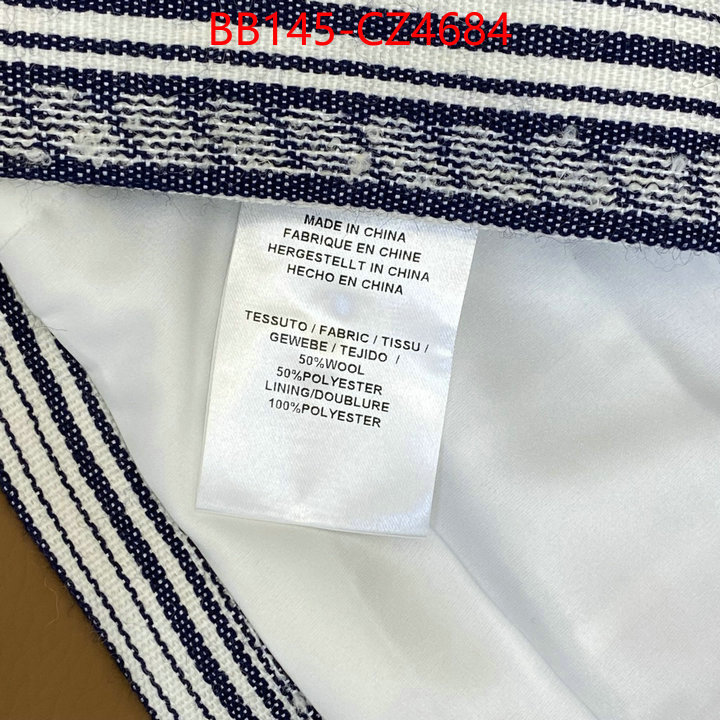 BB145-CZ4684
MADE IN CHINA
FABRIQUE EN CHINE
HERGESTELLT IN CHINA
HECHO EN CHINA
TESSUTO / FABRIC / TISSU /
GEWEBE / TEJIDO /
50%WOOL
50%POLYESTER
LINING/DOUBLURE
100%POLYESTER